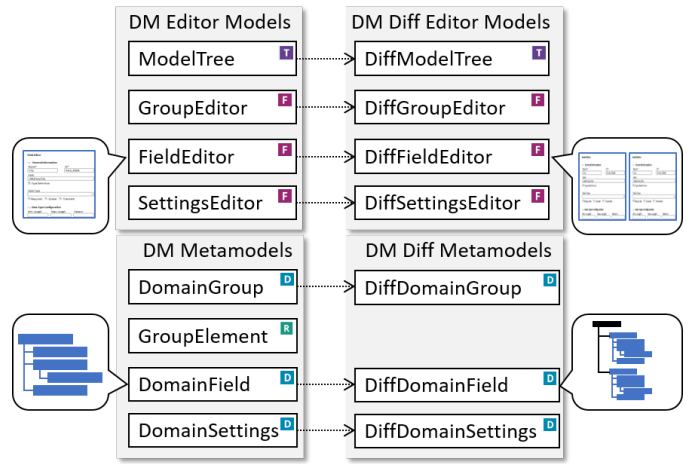 DM Editor Models
DM Diff Editor Models
ModelTree T
DiffModelTree T
GroupEditor F
DiffGroupEditor F
FieldEditor F
DiffFieldEditor F
SettingsEditor F
DiffSettingsEditor F
DM Metamodels
DM Diff Metamodels
DomainGroup D
DiffDomainGroup D
GroupElement R
DomainField D
DiffDomainField D
DomainSettings D
DiffDomainSettings D